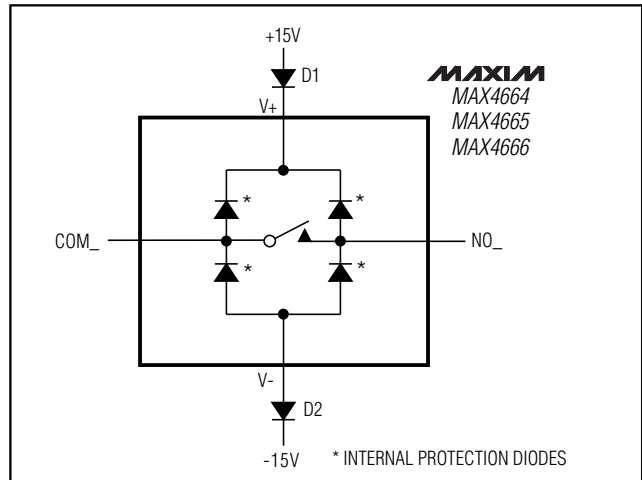 +15V
D1
MAXIM
V+
MAX4664
MAX4665
MAX4666
*
*
COM_
NO_
*
*
V-
D2
-15V
* INTERNAL PROTECTION DIODES